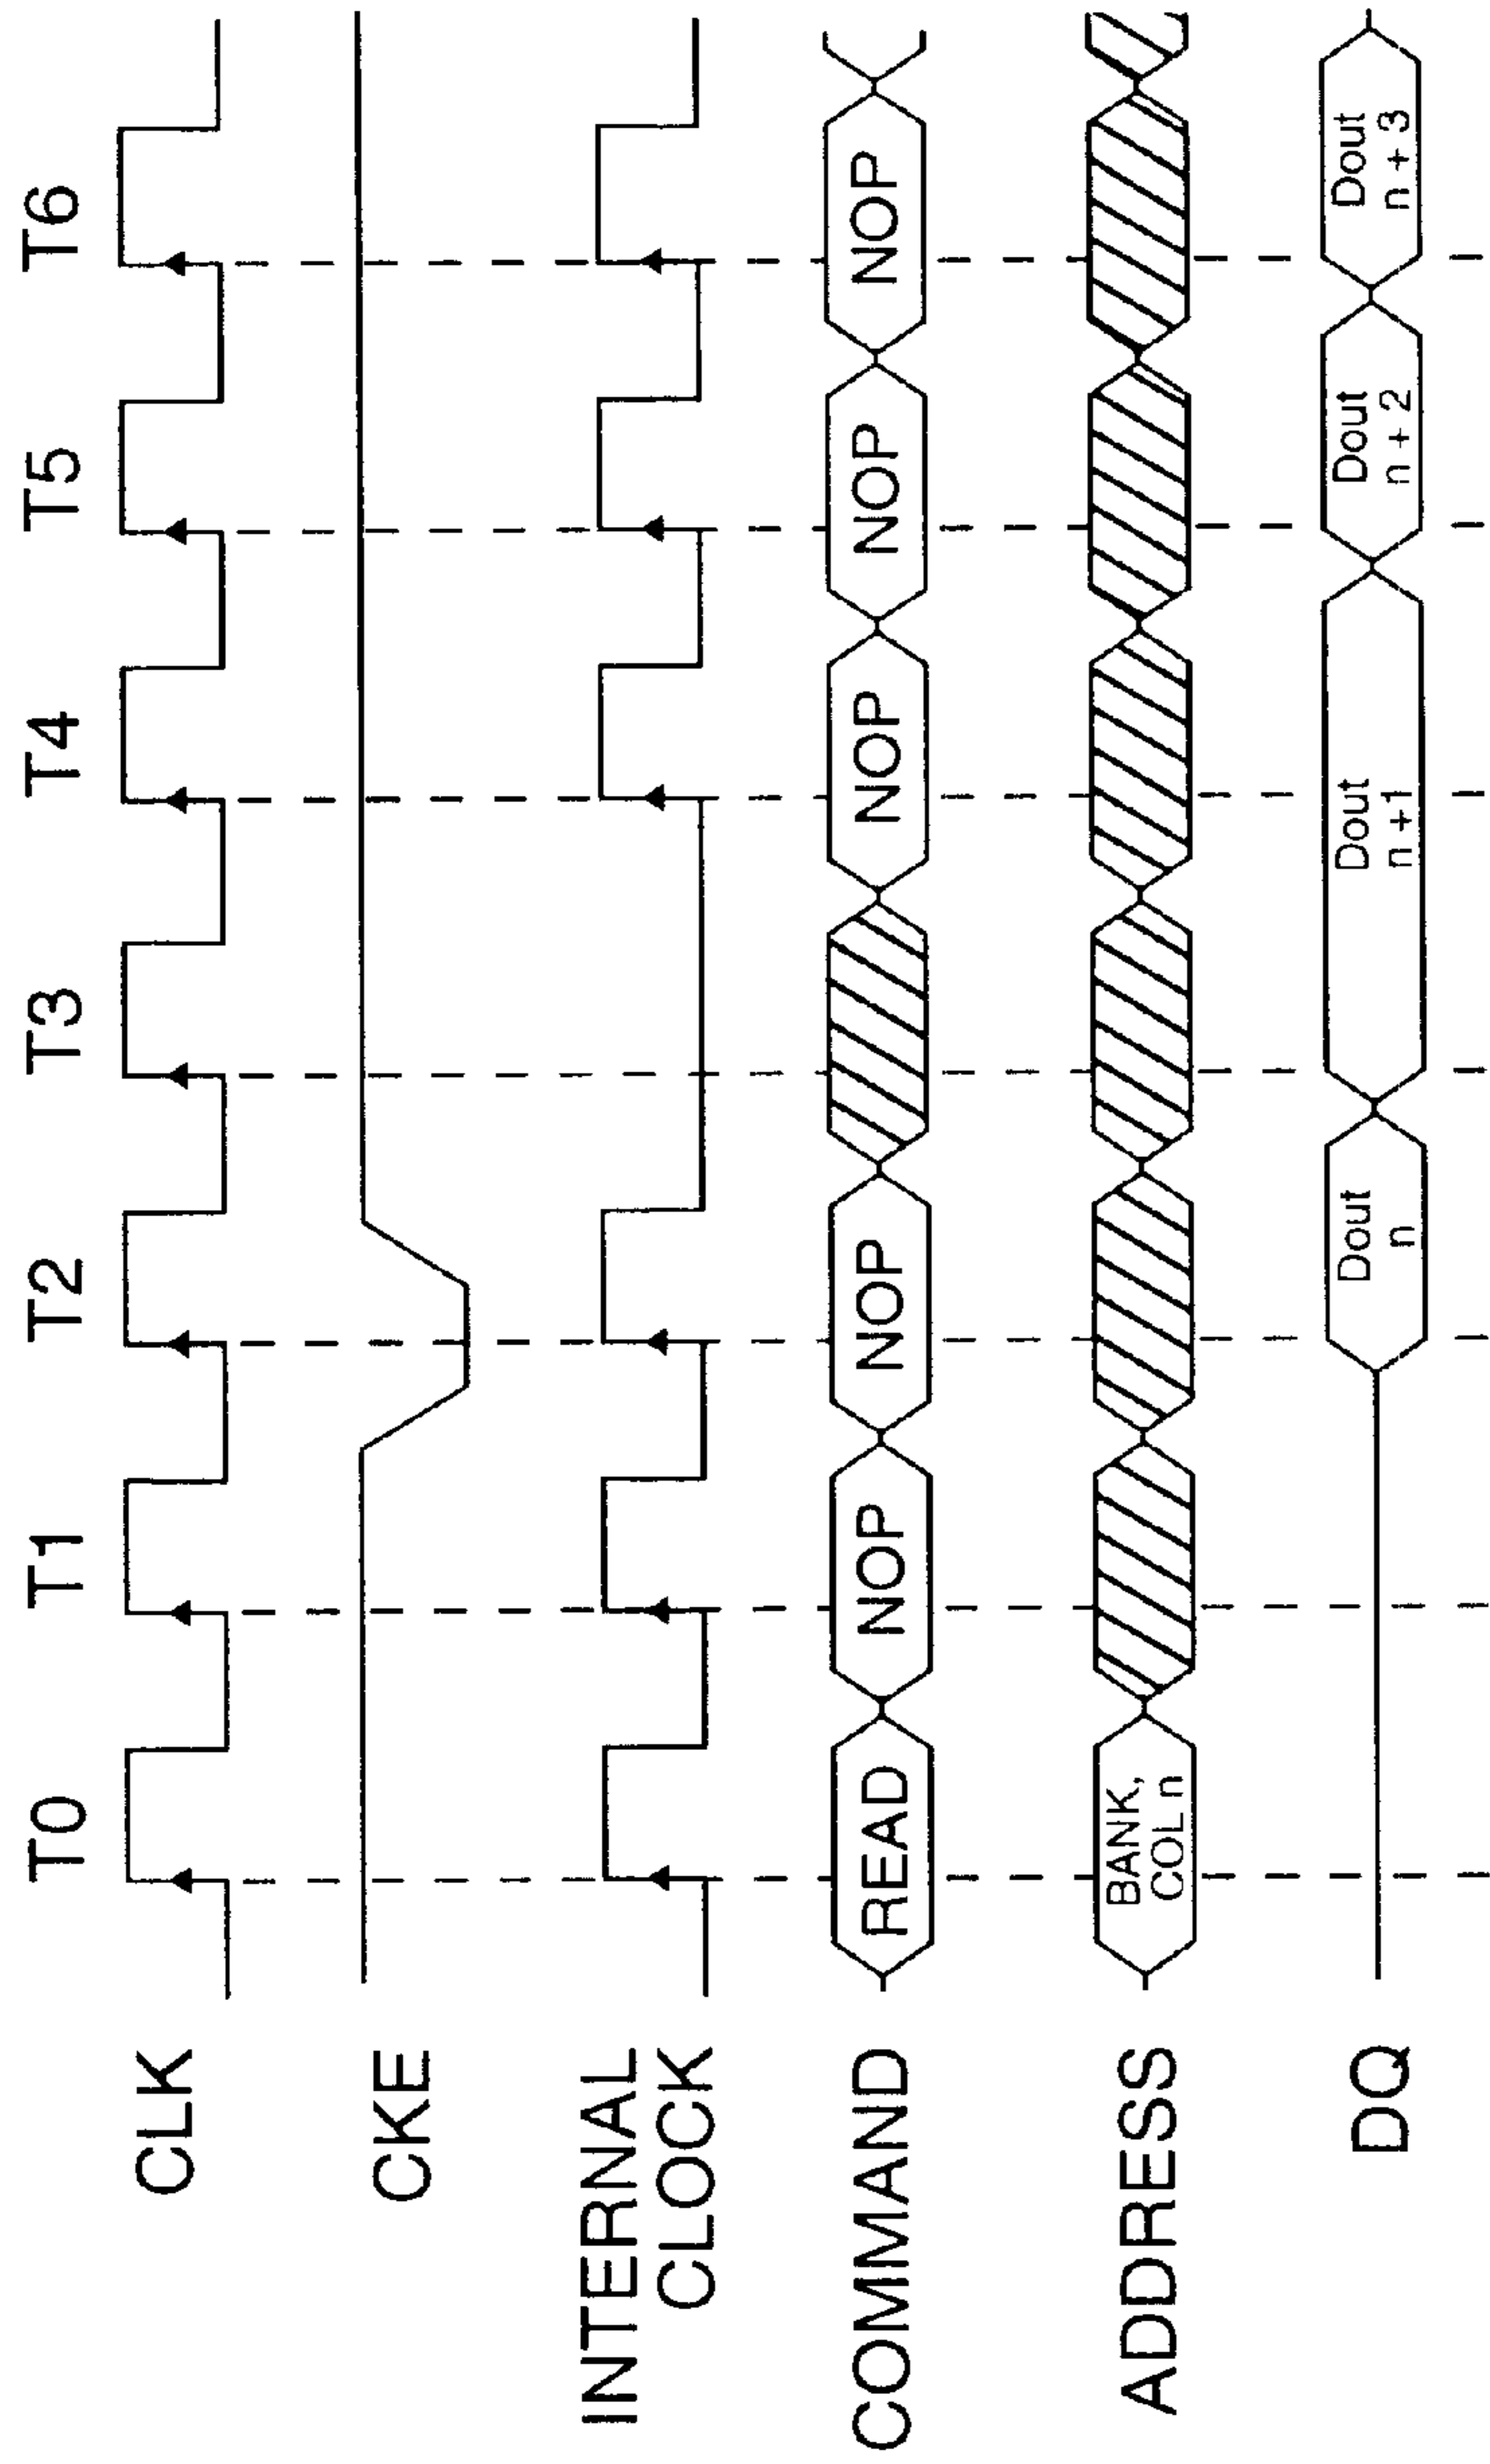 T0 T1 T2 T3 T4 T5 T6
CLK
CKE
INTERNAL
CLOCK
COMMAND READ NOP NOP NOP NOP NOP
ADDRESS BANK,
COL n
DQ Dout
n Dout
n+1 Dout
n+2 Dout
n+3